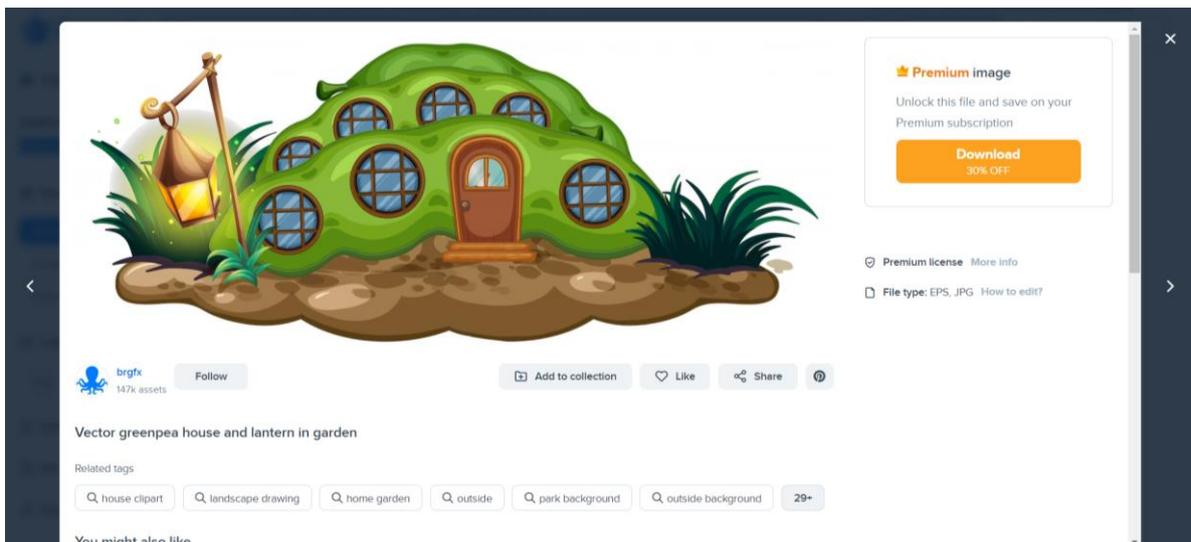 Premium image
Unlock this file and save on your
Premium subscription
Download
30% OFF
Premium license More info
File type: EPS, JPG How to edit?
brgfx
147k assets
Follow
Add to collection
Like
Share
Vector greenpea house and lantern in garden
Related tags
house clipart
landscape drawing
home garden
outside
park background
outside background
29+
You might also like